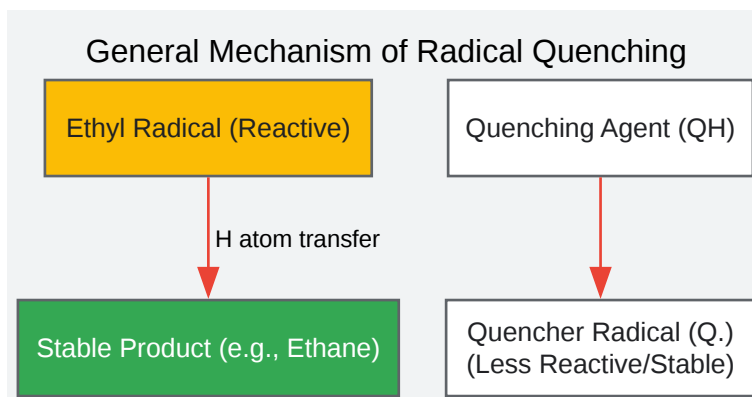 General Mechanism of Radical Quenching
Ethyl Radical (Reactive)
Quenching Agent (QH)
H atom transfer
Stable Product (e.g., Ethane)
Quencher Radical (Q.)
(Less Reactive/Stable)